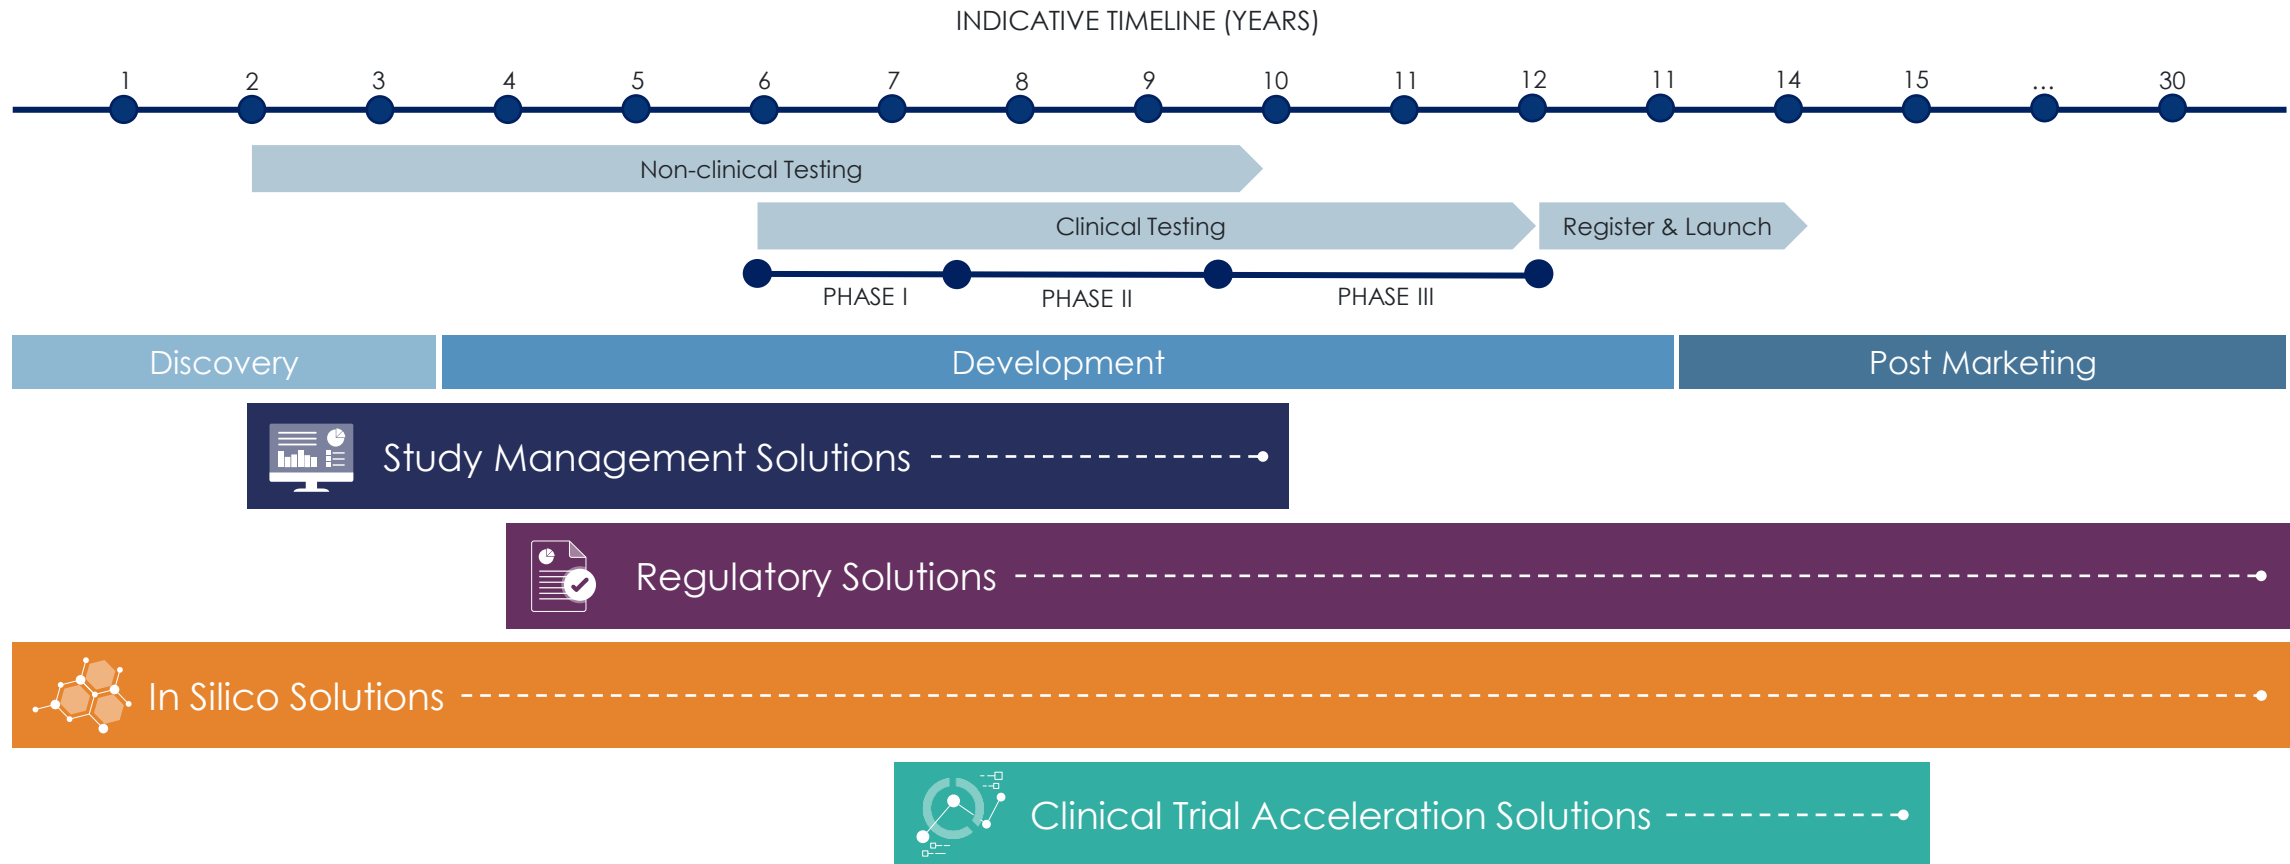 INDICATIVE TIMELINE (YEARS)
1 2 3 4 5 6 7 8 9 10 11 12 11 14 15 ... 30
Non-clinical Testing
Clinical Testing Register & Launch
PHASE I PHASE II PHASE III
Discovery Development Post Marketing
Study Management Solutions
Regulatory Solutions
In Silico Solutions
Clinical Trial Acceleration Solutions